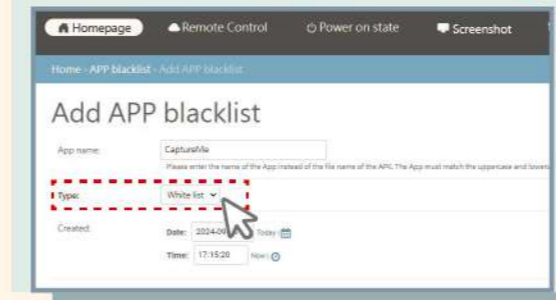 Homepage Remote Control Power on state Screenshot
Home › APP blacklist › Add APP blacklist
Add APP blacklist
App name: CaptureMe
Please enter the name of the App instead of the file name of the APK. The App must match the uppercase and
Type: White list
Created: Date: 2024-09 Today
Time: 17:15:20 Now